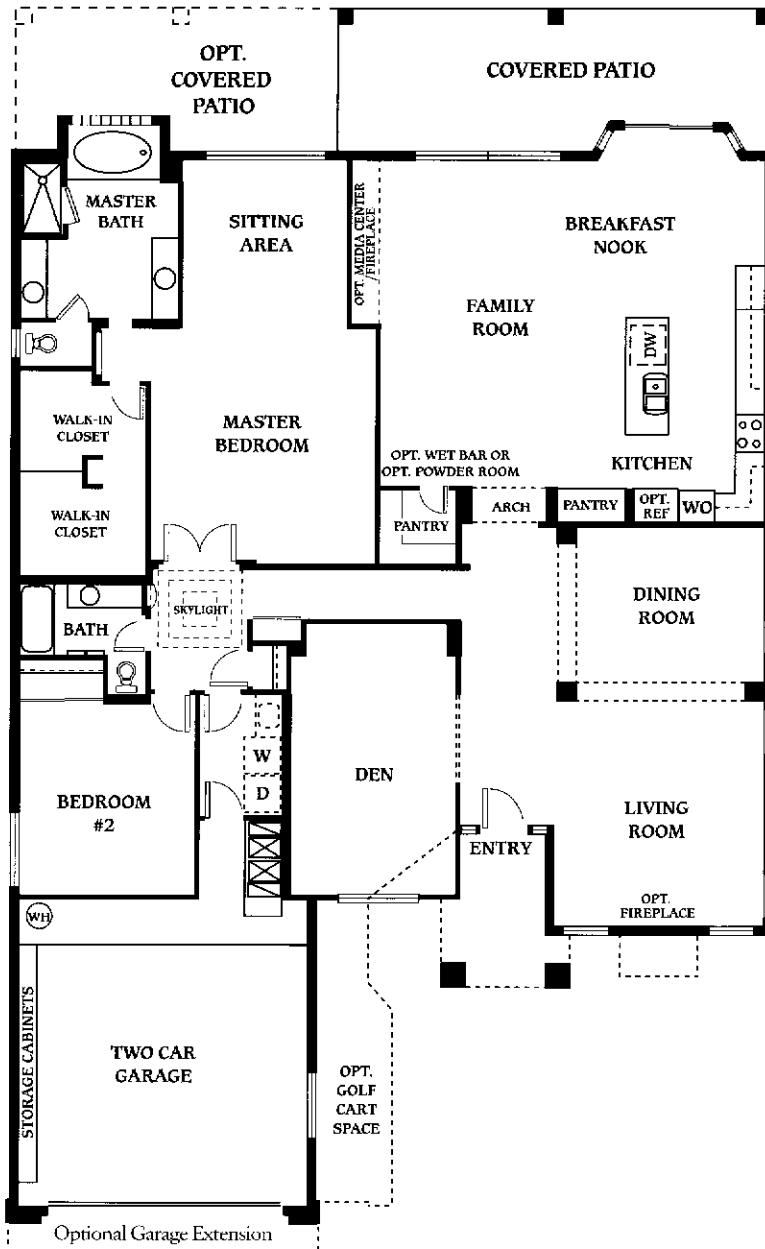 OPT.
COVERED
PATIO
COVERED PATIO
MASTER
BATH
SITTING
AREA
OPT. MEDIA CENTER
/FIREPLACE
BREAKFAST
NOOK
FAMILY
ROOM
DW
WALK-IN
CLOSET
MASTER
BEDROOM
OPT. WET BAR OR
OPT. POWDER ROOM
KITCHEN
WALK-IN
CLOSET
PANTRY
ARCH
PANTRY
OPT.
REF
WO
SKYLIGHT
BATH
DINING
ROOM
W
D
DEN
BEDROOM
#2
LIVING
ROOM
ENTRY
OPT.
FIREPLACE
WH
STORAGE CABINETS
TWO CAR
GARAGE
OPT.
GOLF
CART
SPACE
Optional Garage Extension